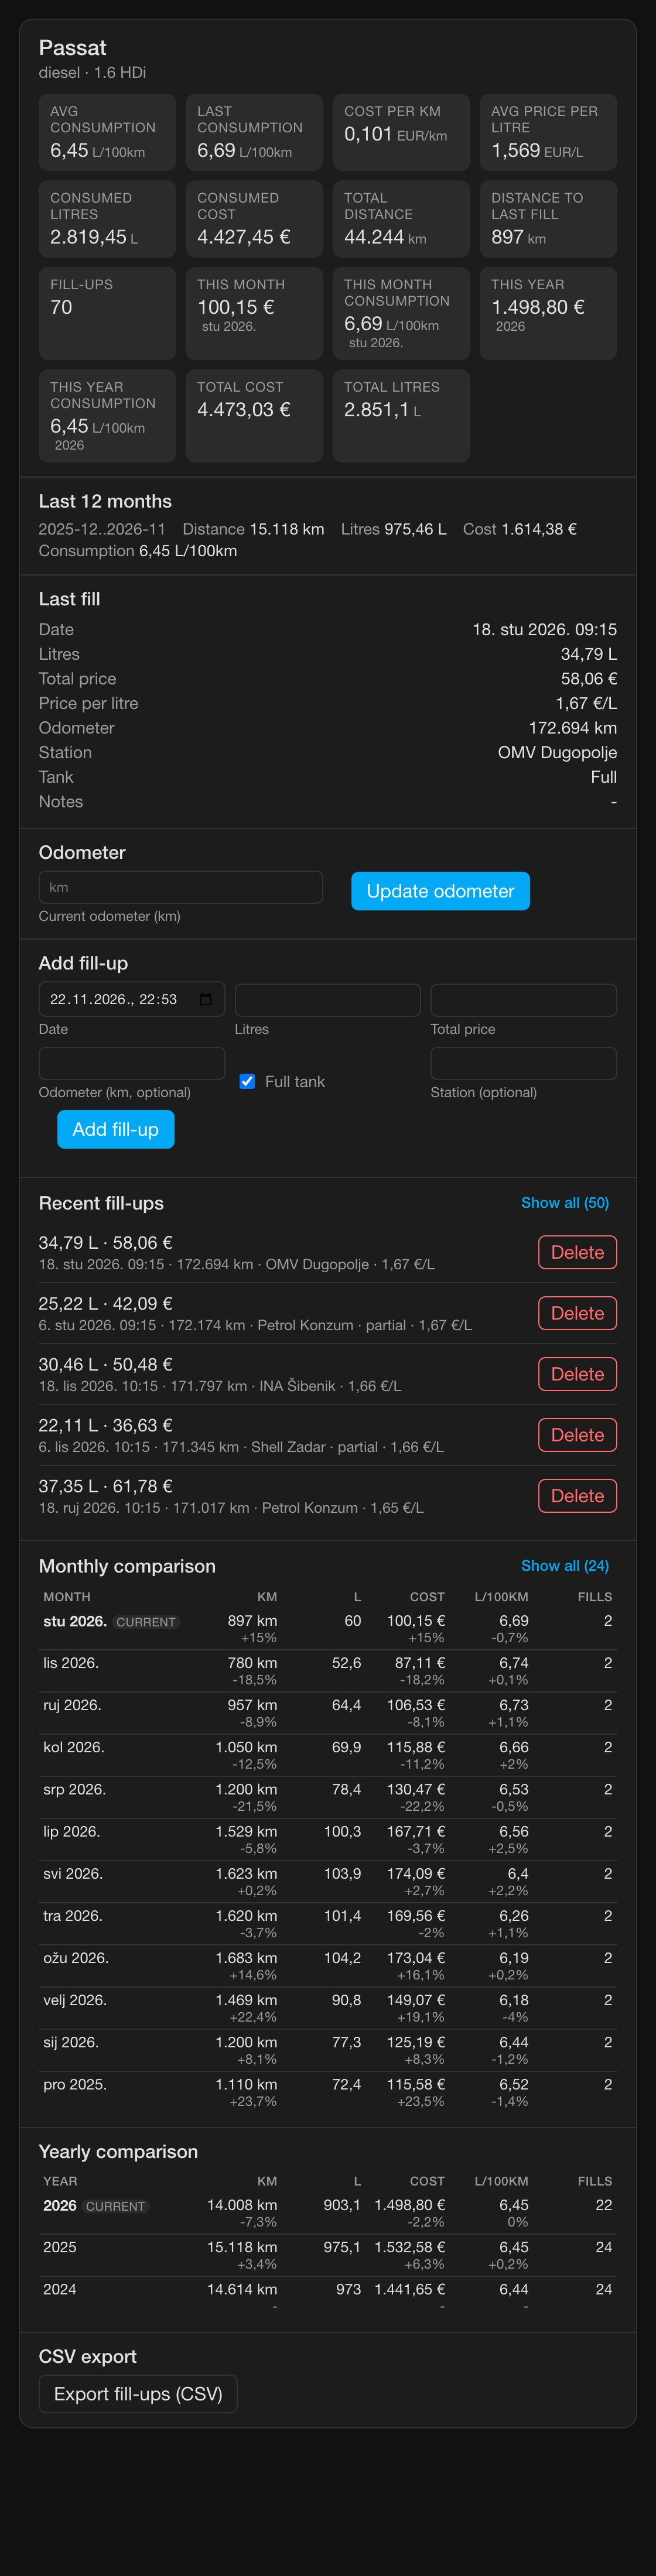 Passat
diesel · 1.6 HDi
AVG CONSUMPTION
6,45 L/100km
LAST CONSUMPTION
6,69 L/100km
COST PER KM
0,101 EUR/km
AVG PRICE PER LITRE
1,569 EUR/L
CONSUMED LITRES
2.819,45 L
CONSUMED COST
4.427,45 €
TOTAL DISTANCE
44.244 km
DISTANCE TO LAST FILL
897 km
FILL-UPS
70
THIS MONTH
100,15 €
stu 2026.
THIS MONTH CONSUMPTION
6,69 L/100km
stu 2026.
THIS YEAR
1.498,80 €
2026
THIS YEAR CONSUMPTION
6,45 L/100km
2026
TOTAL COST
4.473,03 €
TOTAL LITRES
2.851,1 L
Last 12 months
2025-12..2026-11 Distance 15.118 km Litres 975,46 L Cost 1.614,38 €
Consumption 6,45 L/100km
Last fill
Date 18. stu 2026. 09:15
Litres 34,79 L
Total price 58,06 €
Price per litre 1,67 €/L
Odometer 172.694 km
Station OMV Dugopolje
Tank Full
Notes -
Odometer
km
Update odometer
Current odometer (km)
Add fill-up
22.11.2026., 22:53
Date Litres Total price
Full tank
Odometer (km, optional) Station (optional)
Add fill-up
Recent fill-ups Show all (50)
34,79 L · 58,06 €
18. stu 2026. 09:15 · 172.694 km · OMV Dugopolje · 1,67 €/L
Delete
25,22 L · 42,09 €
6. stu 2026. 09:15 · 172.174 km · Petrol Konzum · partial · 1,67 €/L
Delete
30,46 L · 50,48 €
18. lis 2026. 10:15 · 171.797 km · INA Šibenik · 1,66 €/L
Delete
22,11 L · 36,63 €
6. lis 2026. 10:15 · 171.345 km · Shell Zadar · partial · 1,66 €/L
Delete
37,35 L · 61,78 €
18. ruj 2026. 10:15 · 171.017 km · Petrol Konzum · 1,65 €/L
Delete
Monthly comparison Show all (24)
MONTH KM L COST L/100KM FILLS
stu 2026. CURRENT 897 km 60 100,15 € 6,69 2
+15% +15% -0,7%
lis 2026. 780 km 52,6 87,11 € 6,74 2
-18,5% -18,2% +0,1%
ruj 2026. 957 km 64,4 106,53 € 6,73 2
-8,9% -8,1% +1,1%
kol 2026. 1.050 km 69,9 115,88 € 6,66 2
-12,5% -11,2% +2%
srp 2026. 1.200 km 78,4 130,47 € 6,53 2
-21,5% -22,2% -0,5%
lip 2026. 1.529 km 100,3 167,71 € 6,56 2
-5,8% -3,7% +2,5%
svi 2026. 1.623 km 103,9 174,09 € 6,4 2
+0,2% +2,7% +2,2%
tra 2026. 1.620 km 101,4 169,56 € 6,26 2
-3,7% -2% +1,1%
ožu 2026. 1.683 km 104,2 173,04 € 6,19 2
+14,6% +16,1% +0,2%
velj 2026. 1.469 km 90,8 149,07 € 6,18 2
+22,4% +19,1% -4%
sij 2026. 1.200 km 77,3 125,19 € 6,44 2
+8,1% +8,3% -1,2%
pro 2025. 1.110 km 72,4 115,58 € 6,52 2
+23,7% +23,5% -1,4%
Yearly comparison
YEAR KM L COST L/100KM FILLS
2026 CURRENT 14.008 km 903,1 1.498,80 € 6,45 22
-7,3% -2,2% 0%
2025 15.118 km 975,1 1.532,58 € 6,45 24
+3,4% +6,3% +0,2%
2024 14.614 km 973 1.441,65 € 6,44 24
- - -
CSV export
Export fill-ups (CSV)